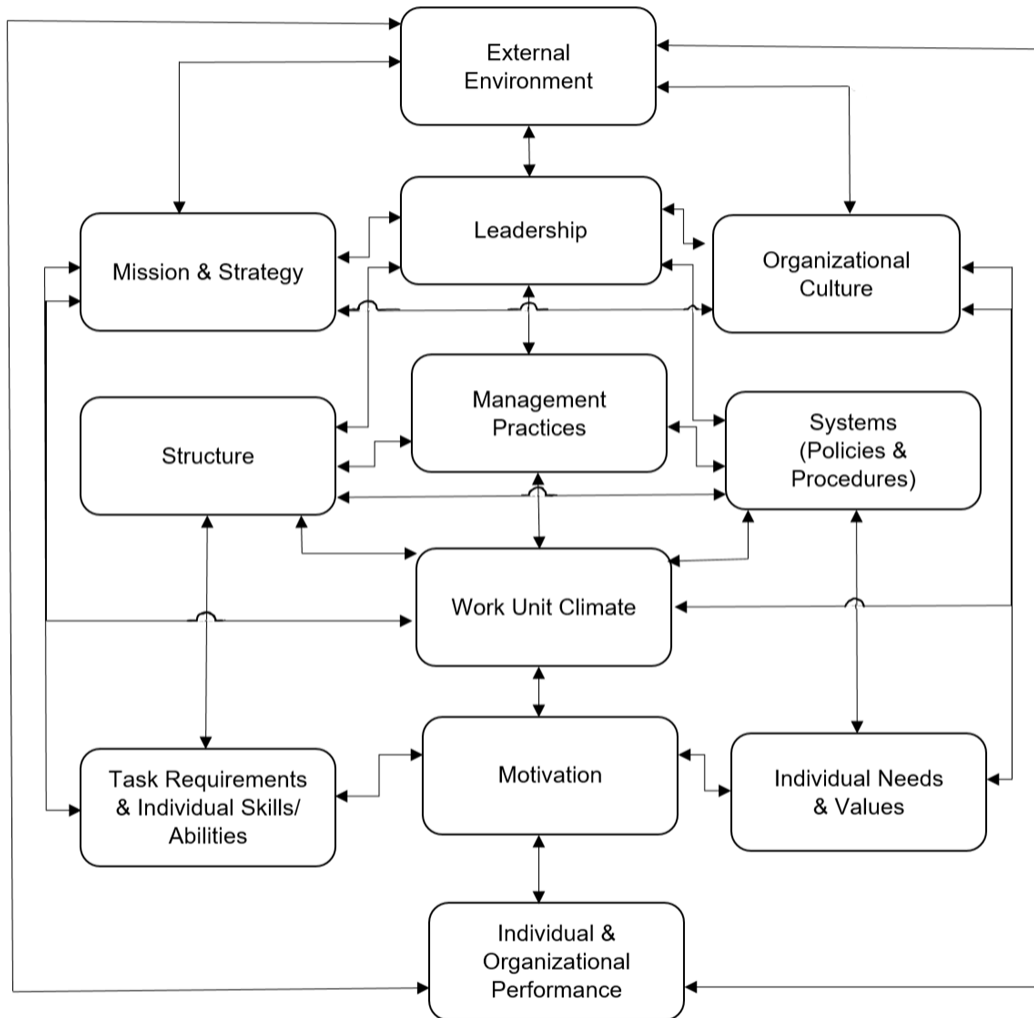 External
Environment
Leadership
Mission & Strategy
Organizational
Culture
Management
Practices
Structure
Systems
(Policies &
Procedures)
Work Unit Climate
Task Requirements
& Individual Skills/
Abilities
Motivation
Individual Needs
& Values
Individual &
Organizational
Performance